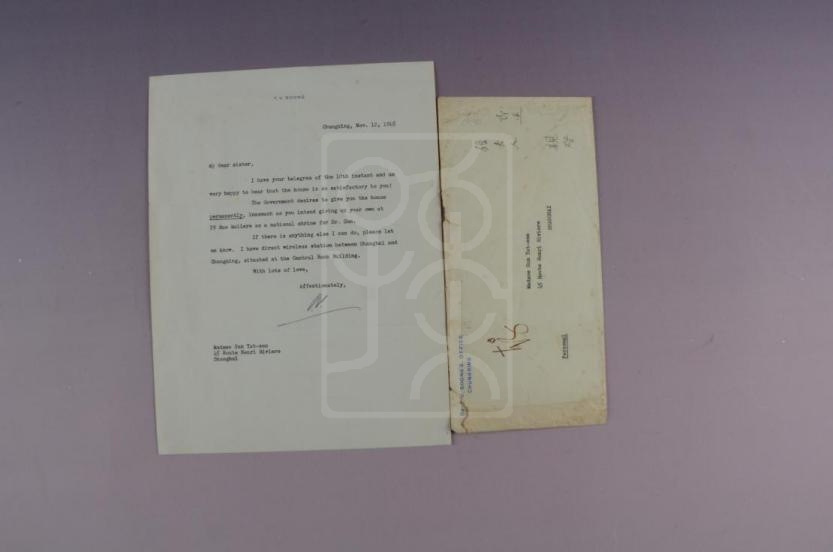 T.V. SOONG
Chungking, Nov. 12, 1945
My dear sister,
I have your telegram of the 10th instant and am
very happy to hear that the house is so satisfactory to you!
The Government desires to give you the house
permanently, inasmuch as you intend giving up your own at
29 Rue Moliere as a national shrine for Dr. Sun.
If there is anything else I can do, please let
me know. I have direct wireless station between Shanghai and
Chungking, situated at the Central Bank Building.
With lots of love,
Affectionately,
Madame Sun Yat-sen
45 Route Henri Riviere
Shanghai
Madame Sun Yat-sen
45 Route Henri Riviere
SHANGHAI
Personal
DR. T.V. SOONG'S OFFICE
CHUNGKING